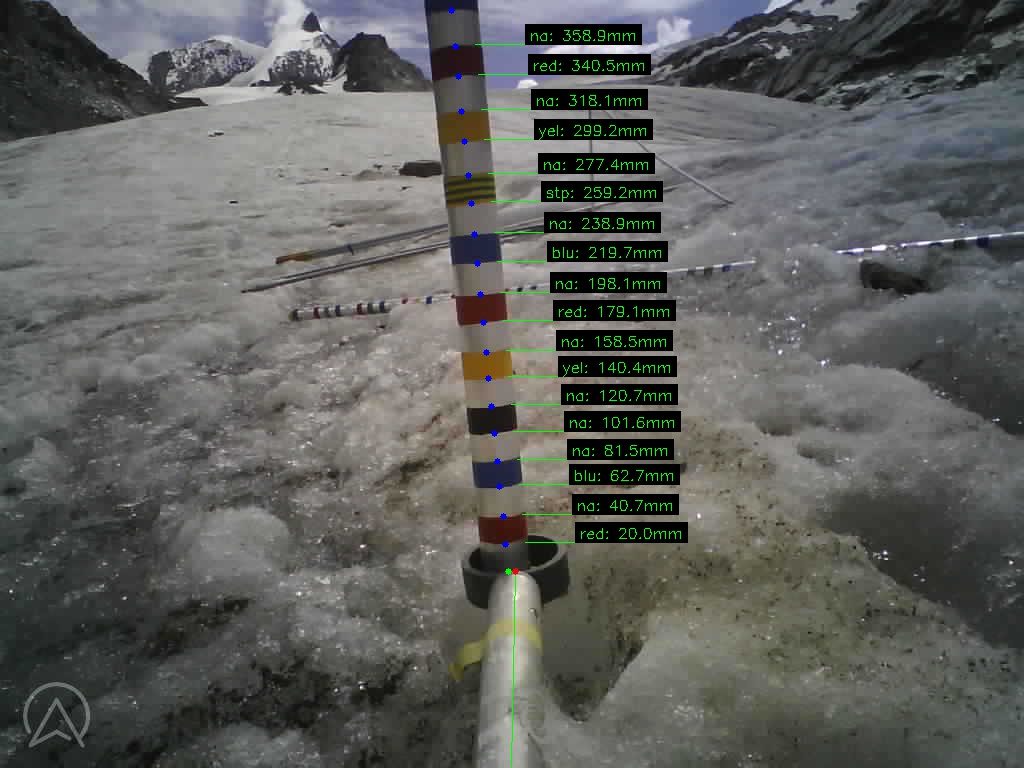 na: 358.9mm
red: 340.5mm
na: 318.1mm
yel: 299.2mm
na: 277.4mm
stp: 259.2mm
na: 238.9mm
blu: 219.7mm
na: 198.1mm
red: 179.1mm
na: 158.5mm
yel: 140.4mm
na: 120.7mm
na: 101.6mm
na: 81.5mm
blu: 62.7mm
na: 40.7mm
red: 20.0mm